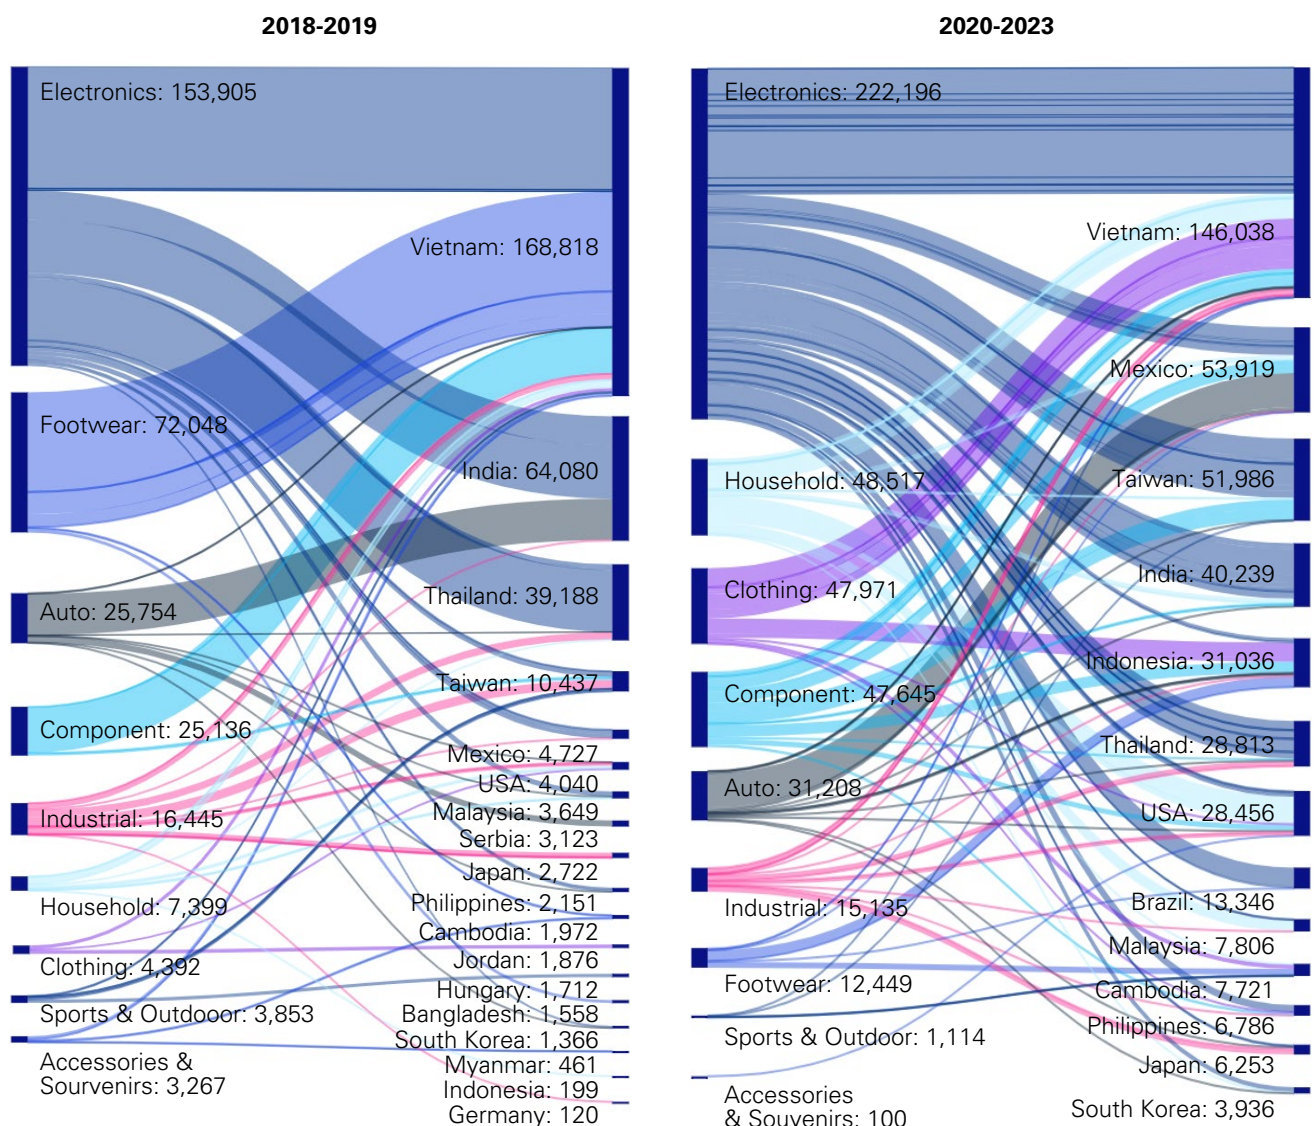 2018-2019
Electronics: 153,905
Footwear: 72,048
Auto: 25,754
Component: 25,136
Industrial: 16,445
Household: 7,399
Clothing: 4,392
Sports & Outdooor: 3,853
Accessories &
Sourvenirs: 3,267
Vietnam: 168,818
India: 64,080
Thailand: 39,188
Taiwan: 10,437
Mexico: 4,727
USA: 4,040
Malaysia: 3,649
Serbia: 3,123
Japan: 2,722
Philippines: 2,151
Cambodia: 1,972
Jordan: 1,876
Hungary: 1,712
Bangladesh: 1,558
South Korea: 1,366
Myanmar: 461
Indonesia: 199
Germany: 120
2020-2023
Electronics: 222,196
Household: 48,517
Clothing: 47,971
Component: 47,645
Auto: 31,208
Industrial: 15,135
Footwear: 12,449
Sports & Outdoor: 1,114
Accessories
& Souvenirs: 100
Vietnam: 146,038
Mexico: 53,919
Taiwan: 51,986
India: 40,239
Indonesia: 31,036
Thailand: 28,813
USA: 28,456
Brazil: 13,346
Malaysia: 7,806
Cambodia: 7,721
Philippines: 6,786
Japan: 6,253
South Korea: 3,936